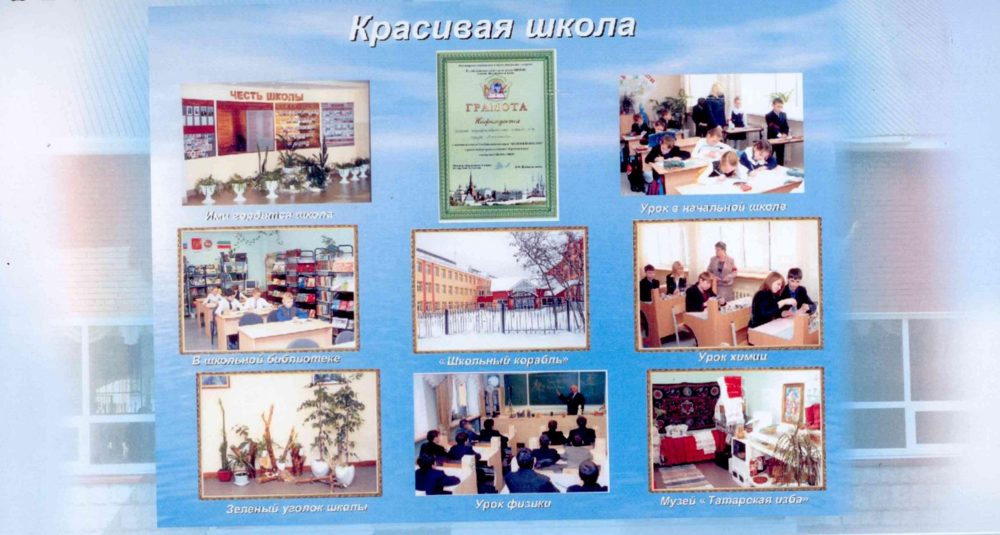 Красивая школа
ЧЕСТЬ ШКОЛЫ
ГРАМОТА
Награждается
Ими гордится школа
Урок в начальной школе
В школьной библиотеке
«Школьный корабль»
Урок химии
Зеленый уголок школы
Урок физики
Музей «Татарская изба»